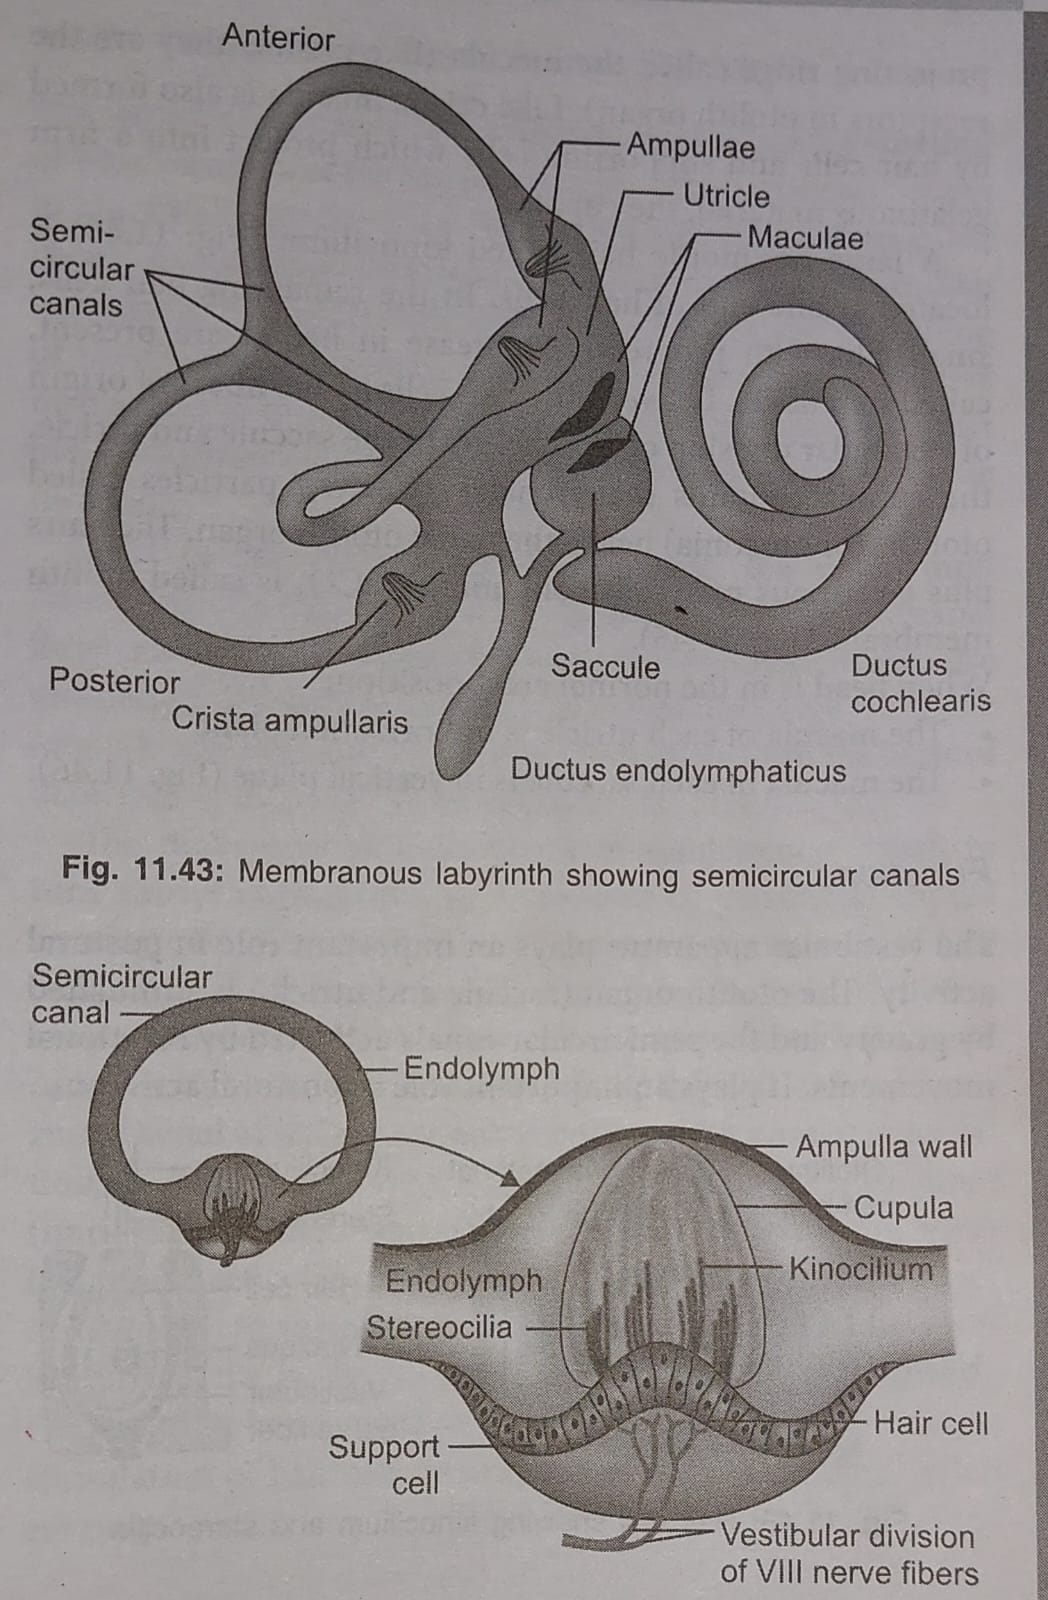 Anterior
Ampullae
Utricle
Maculae
Semi-
circular
canals
Saccule
Ductus
cochlearis
Posterior
Crista ampullaris
Ductus endolymphaticus
Fig. 11.43: Membranous labyrinth showing semicircular canals
Semicircular
canal
Endolymph
Ampulla wall
Cupula
Kinocilium
Endolymph
Stereocilia
Hair cell
Support
cell
Vestibular division
of VIII nerve fibers